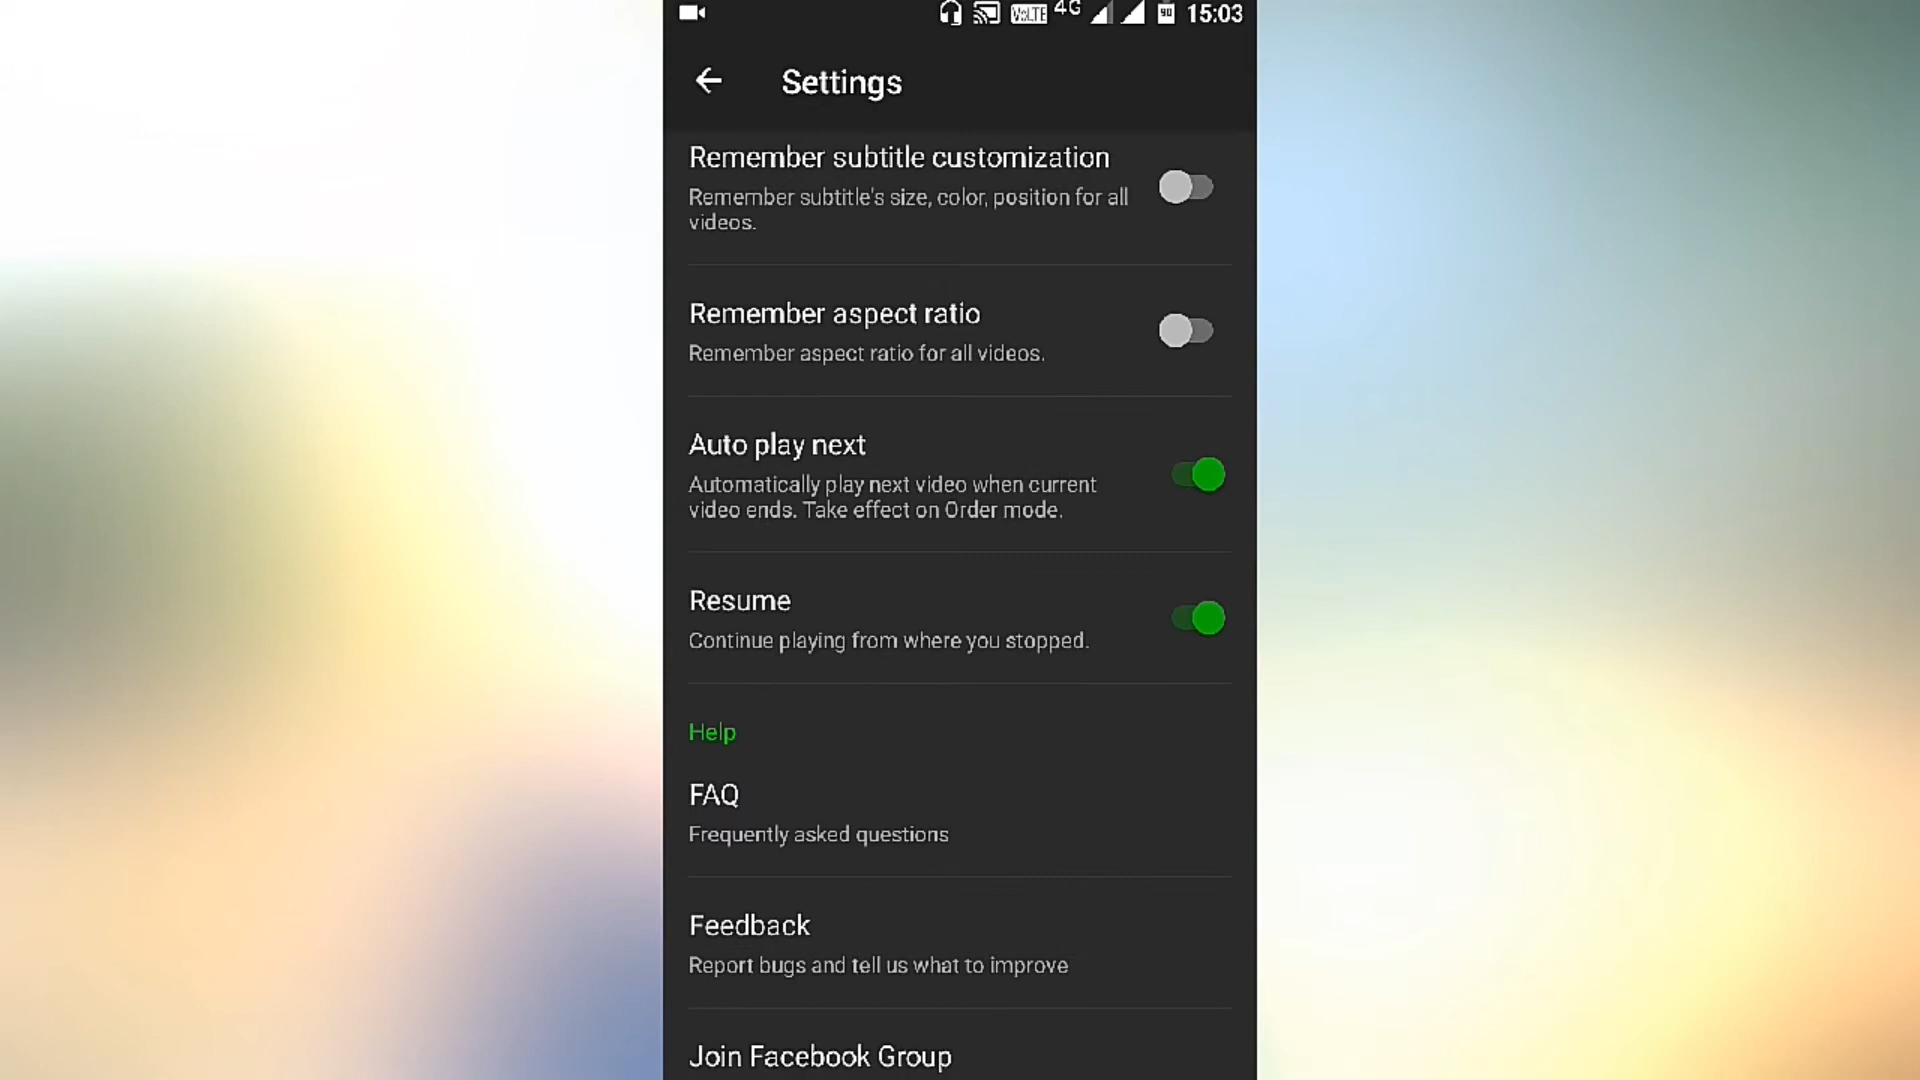 VoLTE 4G 90 15:03
Settings
Remember subtitle customization
Remember subtitle's size, color, position for all
videos.
Remember aspect ratio
Remember aspect ratio for all videos.
Auto play next
Automatically play next video when current
video ends. Take effect on Order mode.
Resume
Continue playing from where you stopped.
Help
FAQ
Frequently asked questions
Feedback
Report bugs and tell us what to improve
Join Facebook Group